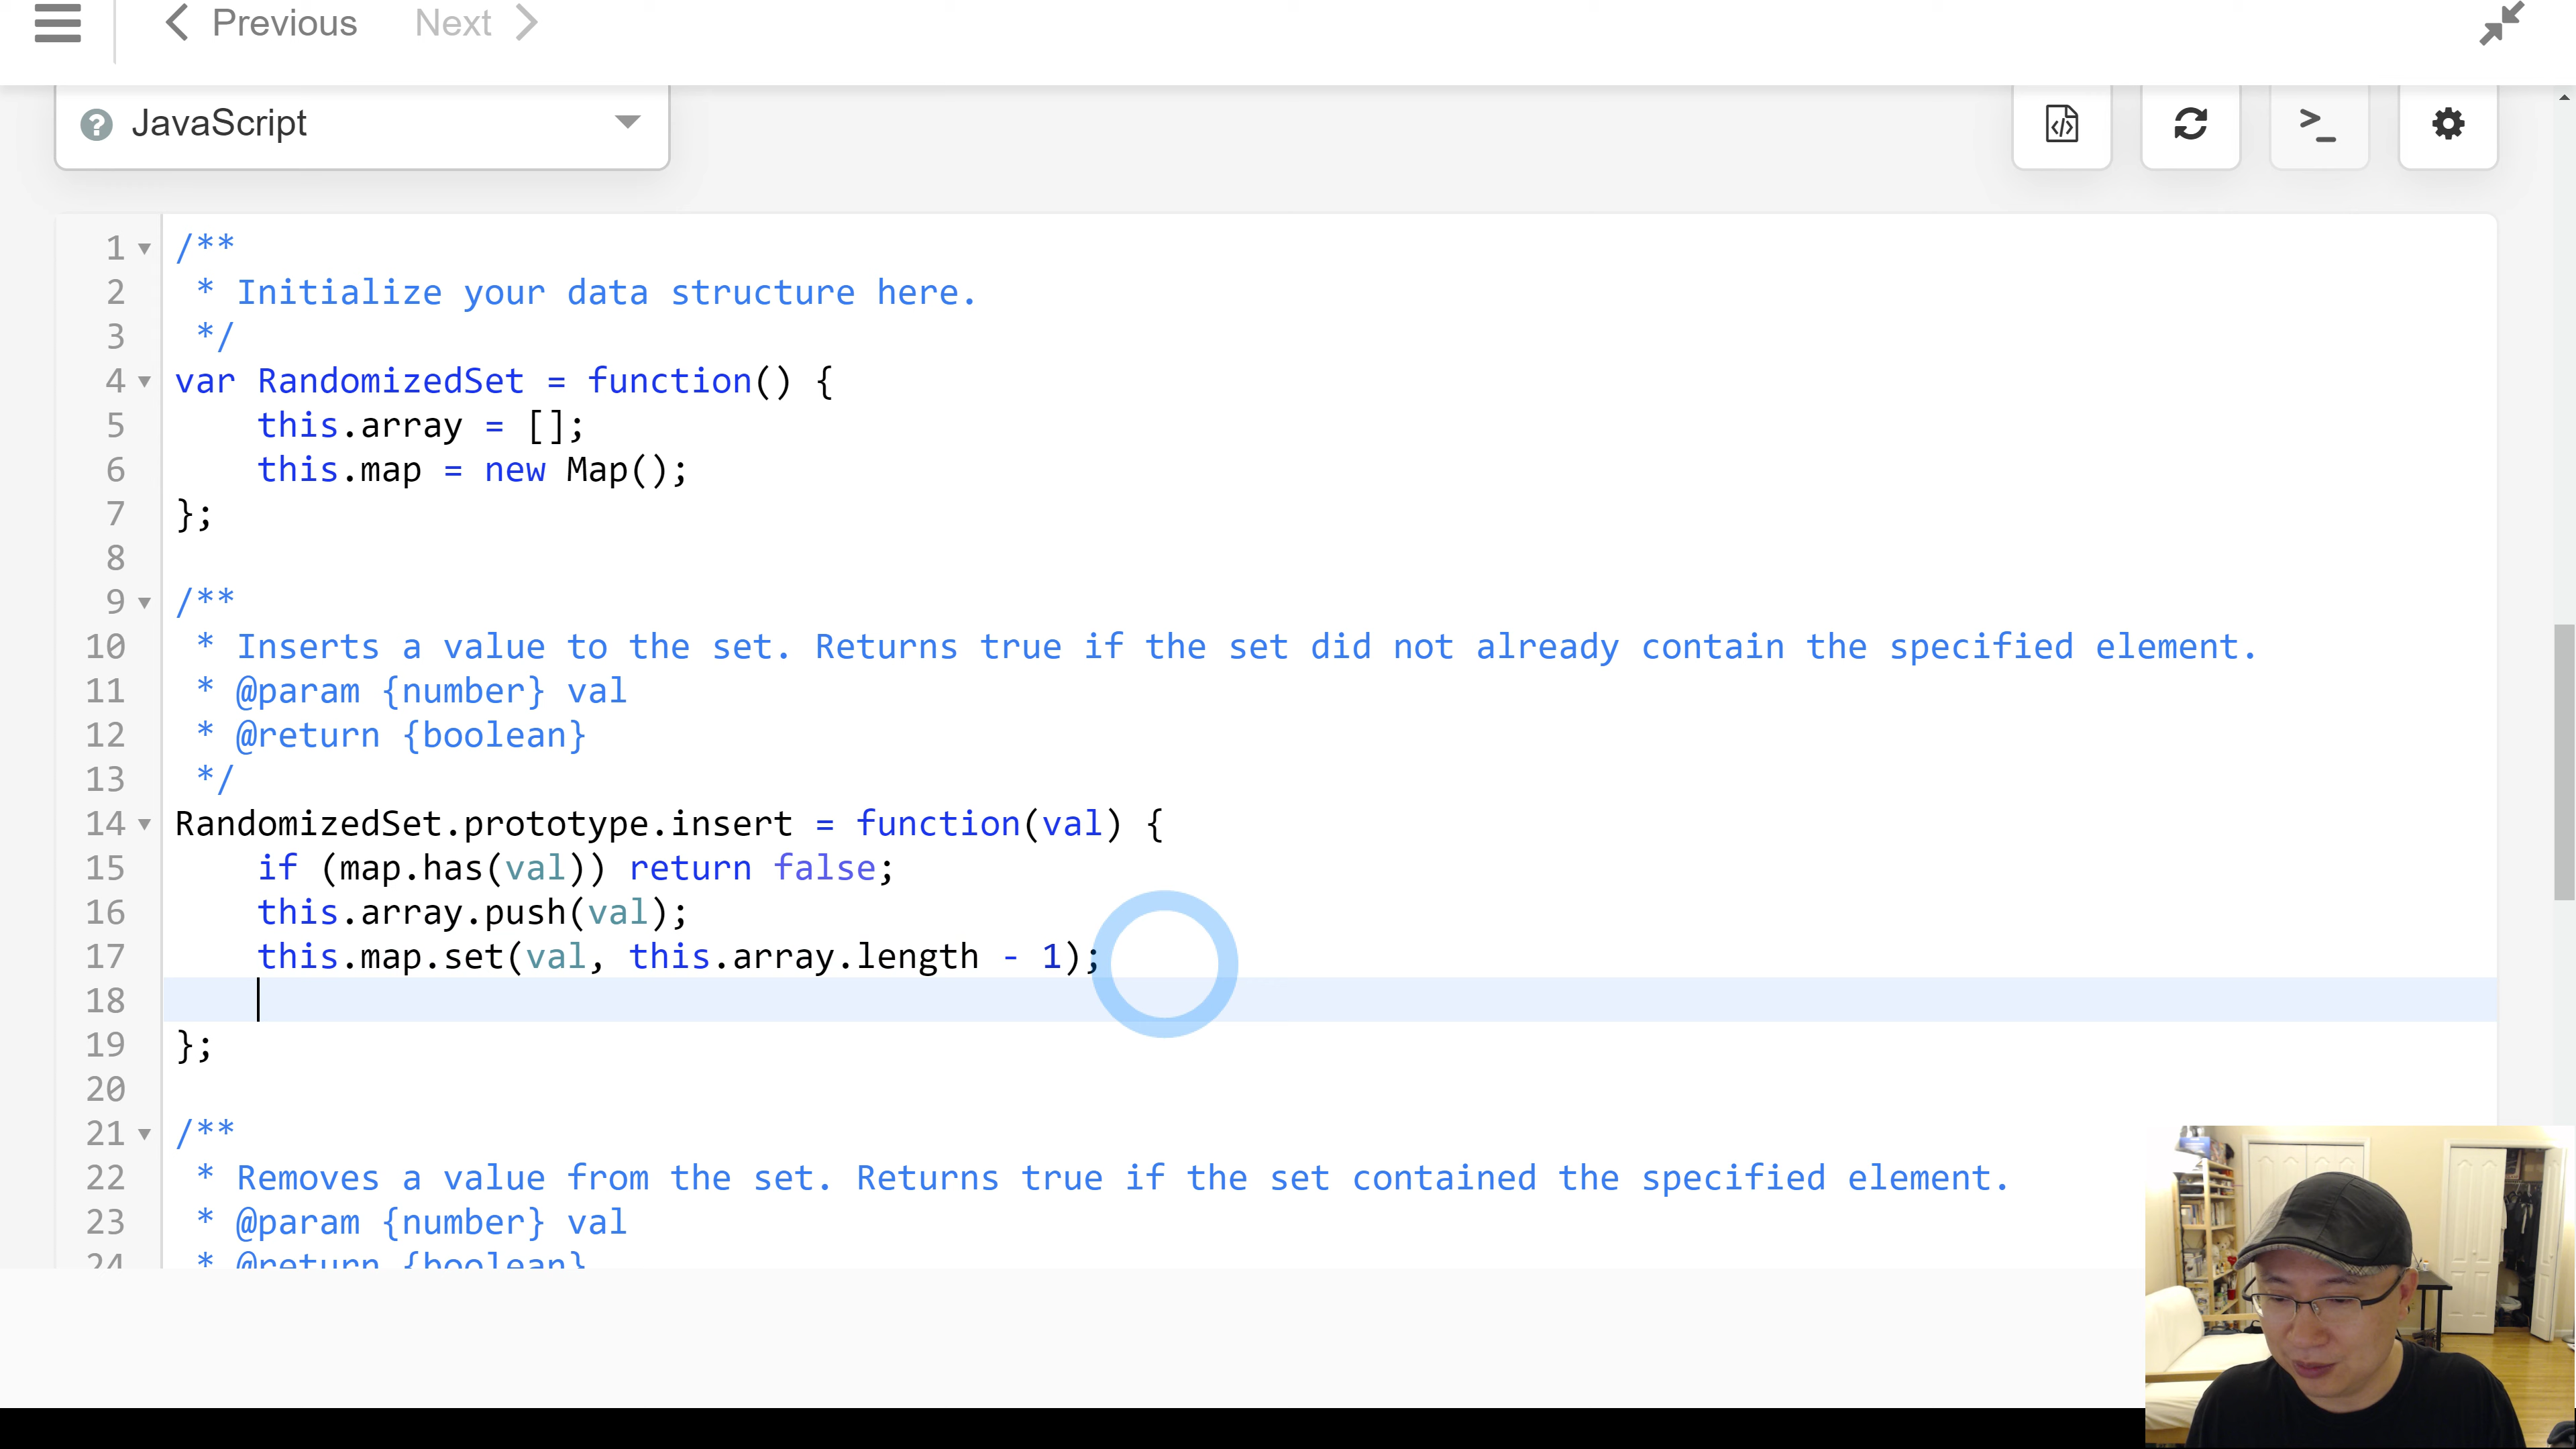 Previous Next
JavaScript
1 /**
2 * Initialize your data structure here.
3 */
4 var RandomizedSet = function() {
5 this.array = [];
6 this.map = new Map();
7 };
8
9 /**
10 * Inserts a value to the set. Returns true if the set did not already contain the specified element.
11 * @param {number} val
12 * @return {boolean}
13 */
14 RandomizedSet.prototype.insert = function(val) {
15 if (map.has(val)) return false;
16 this.array.push(val);
17 this.map.set(val, this.array.length - 1);
18
19 };
20
21 /**
22 * Removes a value from the set. Returns true if the set contained the specified element.
23 * @param {number} val
24 * @return {boolean}